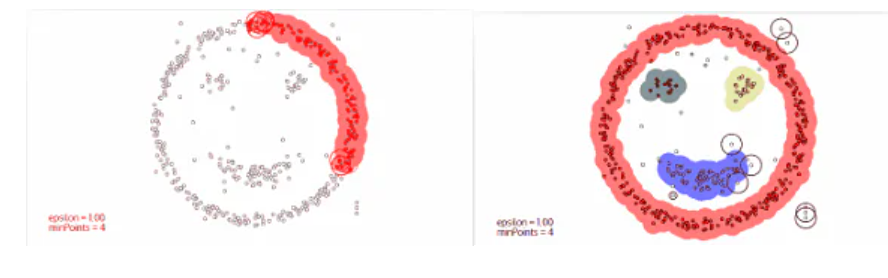 epsilon = 1.00
minPoints = 4
epsilon = 1.00
minPoints = 4